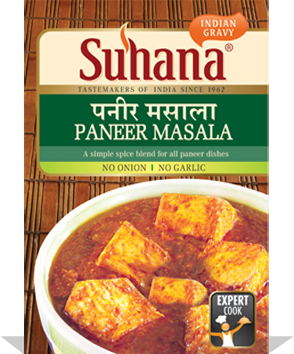 INDIAN
GRAVY
Suhana®
TASTEMAKERS OF INDIA SINCE 1962
पनीर मसाला
PANEER MASALA
A simple spice blend for all paneer dishes
NO ONION | NO GARLIC
EXPERT
COOK